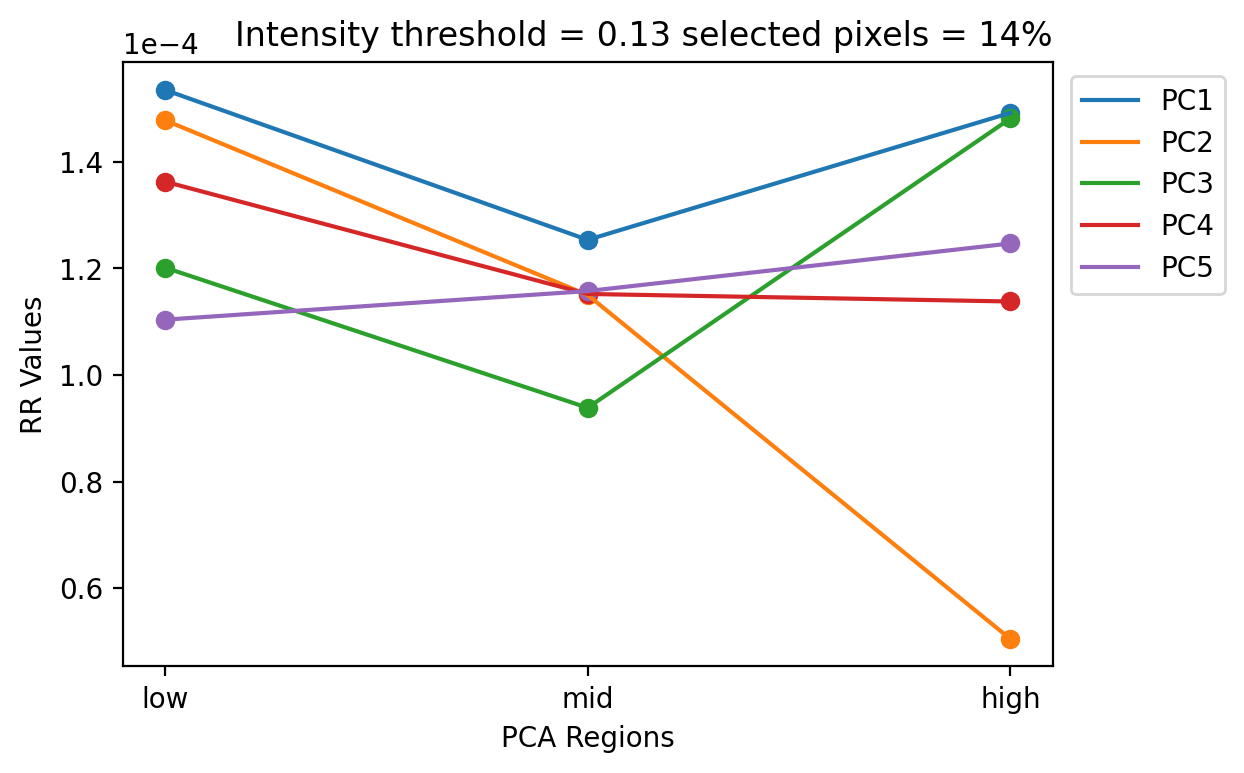 1e−4
Intensity threshold = 0.13 selected pixels = 14%
RR Values
1.4
1.2
1.0
0.8
0.6
low
mid
high
PCA Regions
PC1
PC2
PC3
PC4
PC5